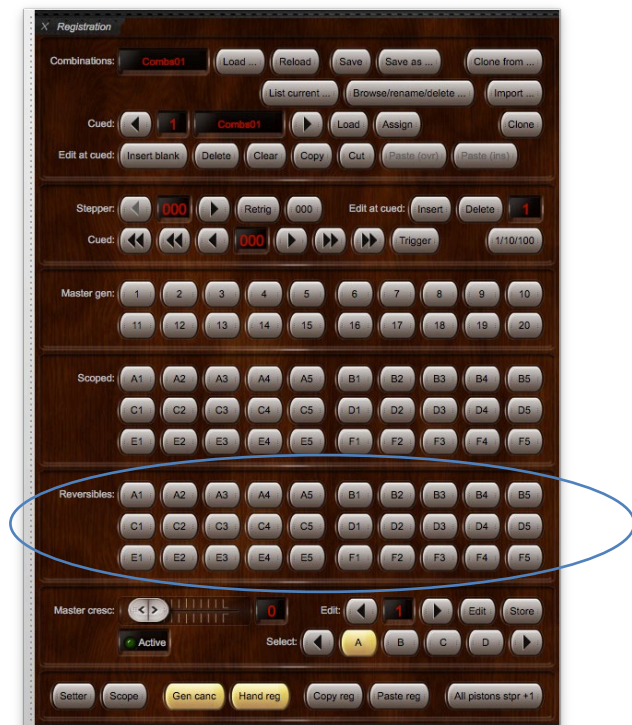 X Registration
Combinations: Combs01 Load ... Reload Save Save as ... Clone from ...
List current ... Browse/rename/delete ... Import ...
Cued: 1 Combs01 Load Assign Clone
Edit at cued: Insert blank Delete Clear Copy Cut Paste (ovr) Paste (ins)
Stepper: 000 Retrig 000 Edit at cued: Insert Delete 1
Cued: 000 Trigger 1/10/100
Master gen: 1 2 3 4 5 6 7 8 9 10
11 12 13 14 15 16 17 18 19 20
Scoped: A1 A2 A3 A4 A5 B1 B2 B3 B4 B5
C1 C2 C3 C4 C5 D1 D2 D3 D4 D5
E1 E2 E3 E4 E5 F1 F2 F3 F4 F5
Reversibles: A1 A2 A3 A4 A5 B1 B2 B3 B4 B5
C1 C2 C3 C4 C5 D1 D2 D3 D4 D5
E1 E2 E3 E4 E5 F1 F2 F3 F4 F5
Master cresc: < > 0 Edit: 1 Edit Store
Active Select: A B C D
Setter Scope Gen canc Hand reg Copy reg Paste reg All pistons stpr +1